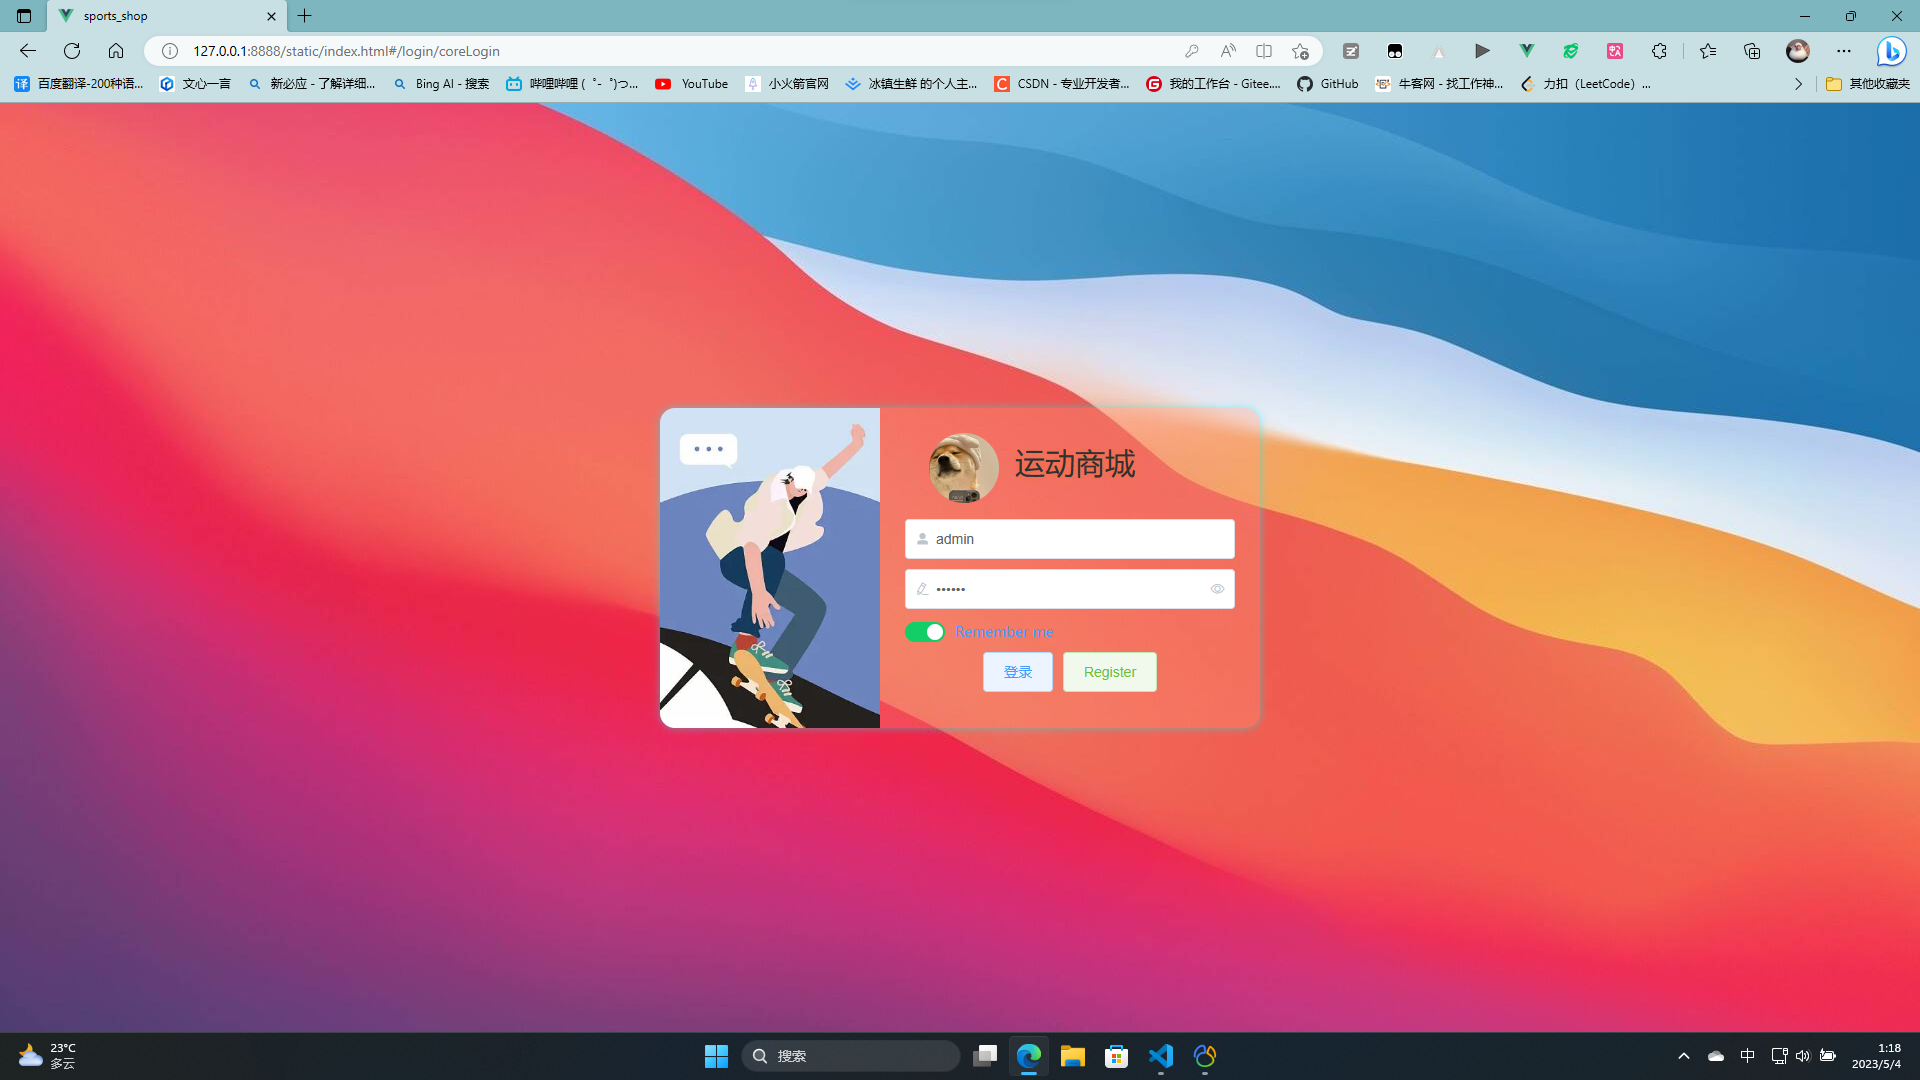 sports_shop
127.0.0.1:8888/static/index.html#/login/coreLogin
百度翻译-200种语...
文心一言
新必应 - 了解详细...
Bing AI - 搜索
哔哩哔哩 (゜-゜)つ...
YouTube
小火箭官网
冰镇生鲜 的个人主...
CSDN - 专业开发者...
我的工作台 - Gitee....
GitHub
牛客网 - 找工作神...
力扣（LeetCode）...
其他收藏夹
运动商城
admin
••••••
Remember me
登录
Register
23°C
多云
搜索
中
1:18
2023/5/4